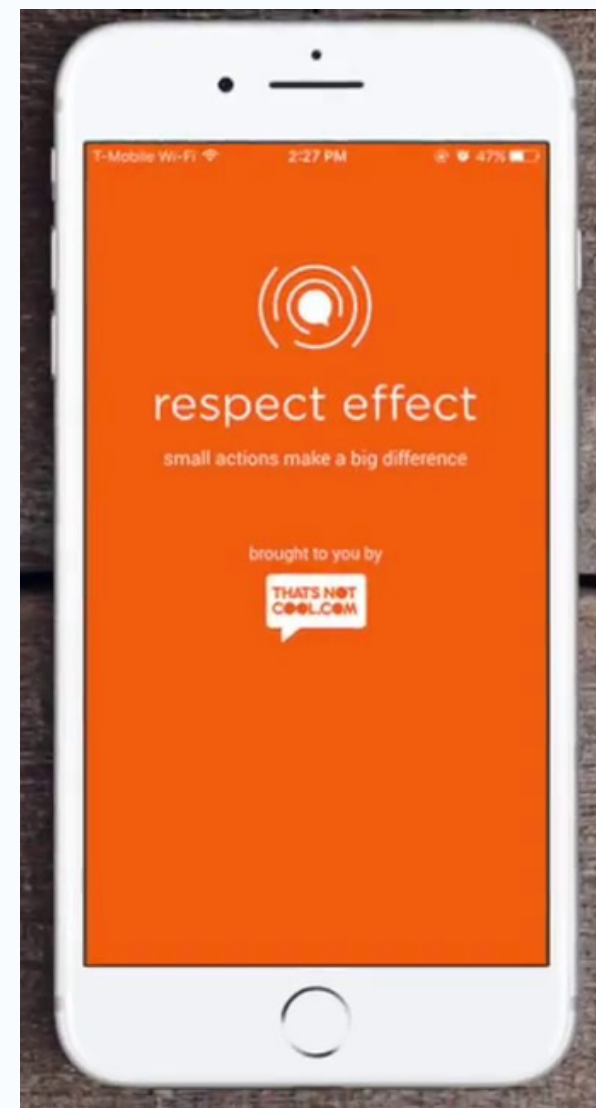 T-Mobile Wi-Fi 2:27 PM 47%
respect effect
small actions make a big difference
brought to you by
THATS NOT
COOL.COM